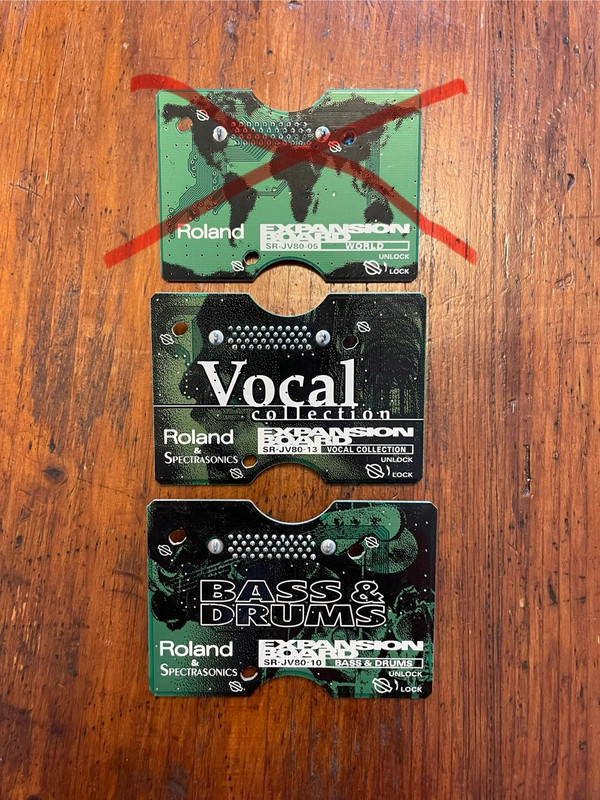 Roland
EXPANSION
BOARD
SR-JV80-05 WORLD
UNLOCK
LOCK
Vocal
collection
Roland
&
SPECTRASONICS
EXPANSION
BOARD
SR-JV80-13 VOCAL COLLECTION
UNLOCK
LOCK
BASS &
DRUMS
Roland
&
SPECTRASONICS
EXPANSION
BOARD
SR-JV80-10 BASS & DRUMS
UNLOCK
LOCK